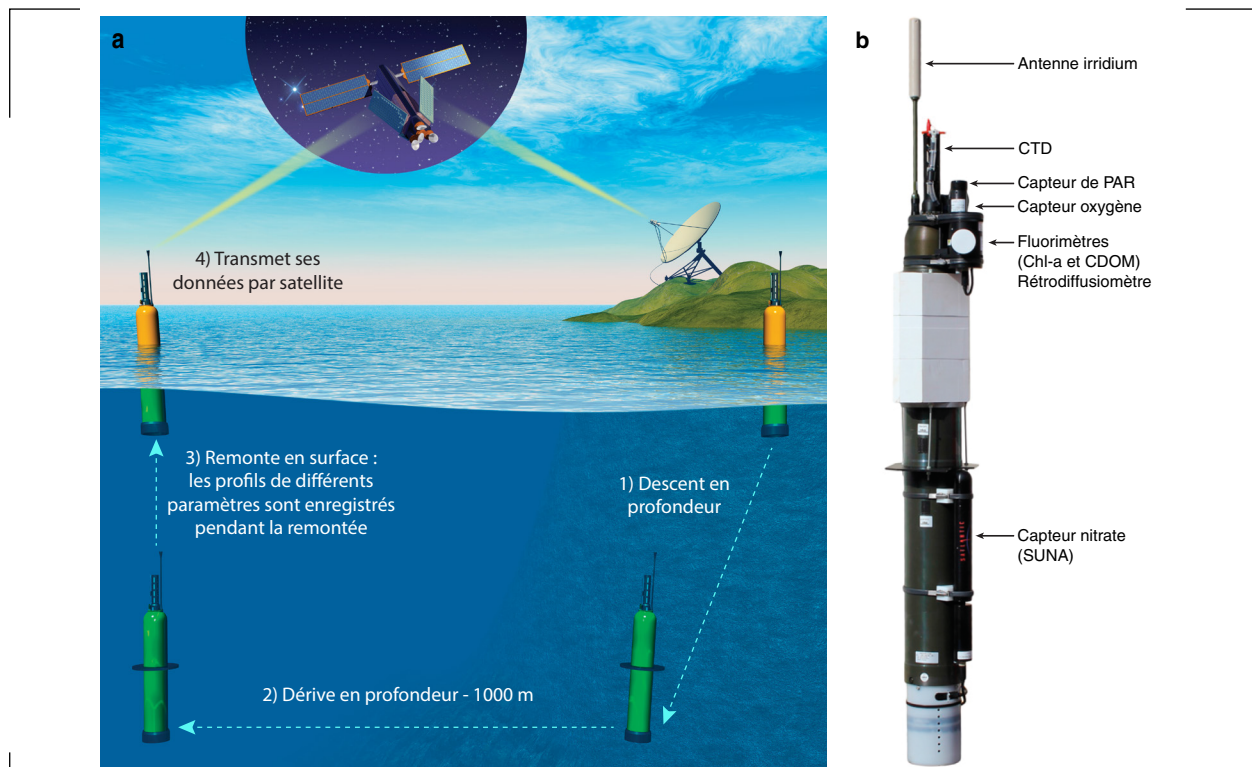 a
4) Transmet ses
données par satellite
3) Remonte en surface :
les profils de différents
paramètres sont enregistrés
pendant la remontée
1) Descent en
profondeur
2) Dérive en profondeur - 1000 m
b
Antenne irridium
CTD
Capteur de PAR
Capteur oxygène
Fluorimètres
(Chl-a et CDOM)
Rétrodiffusiomètre
Capteur nitrate
(SUNA)